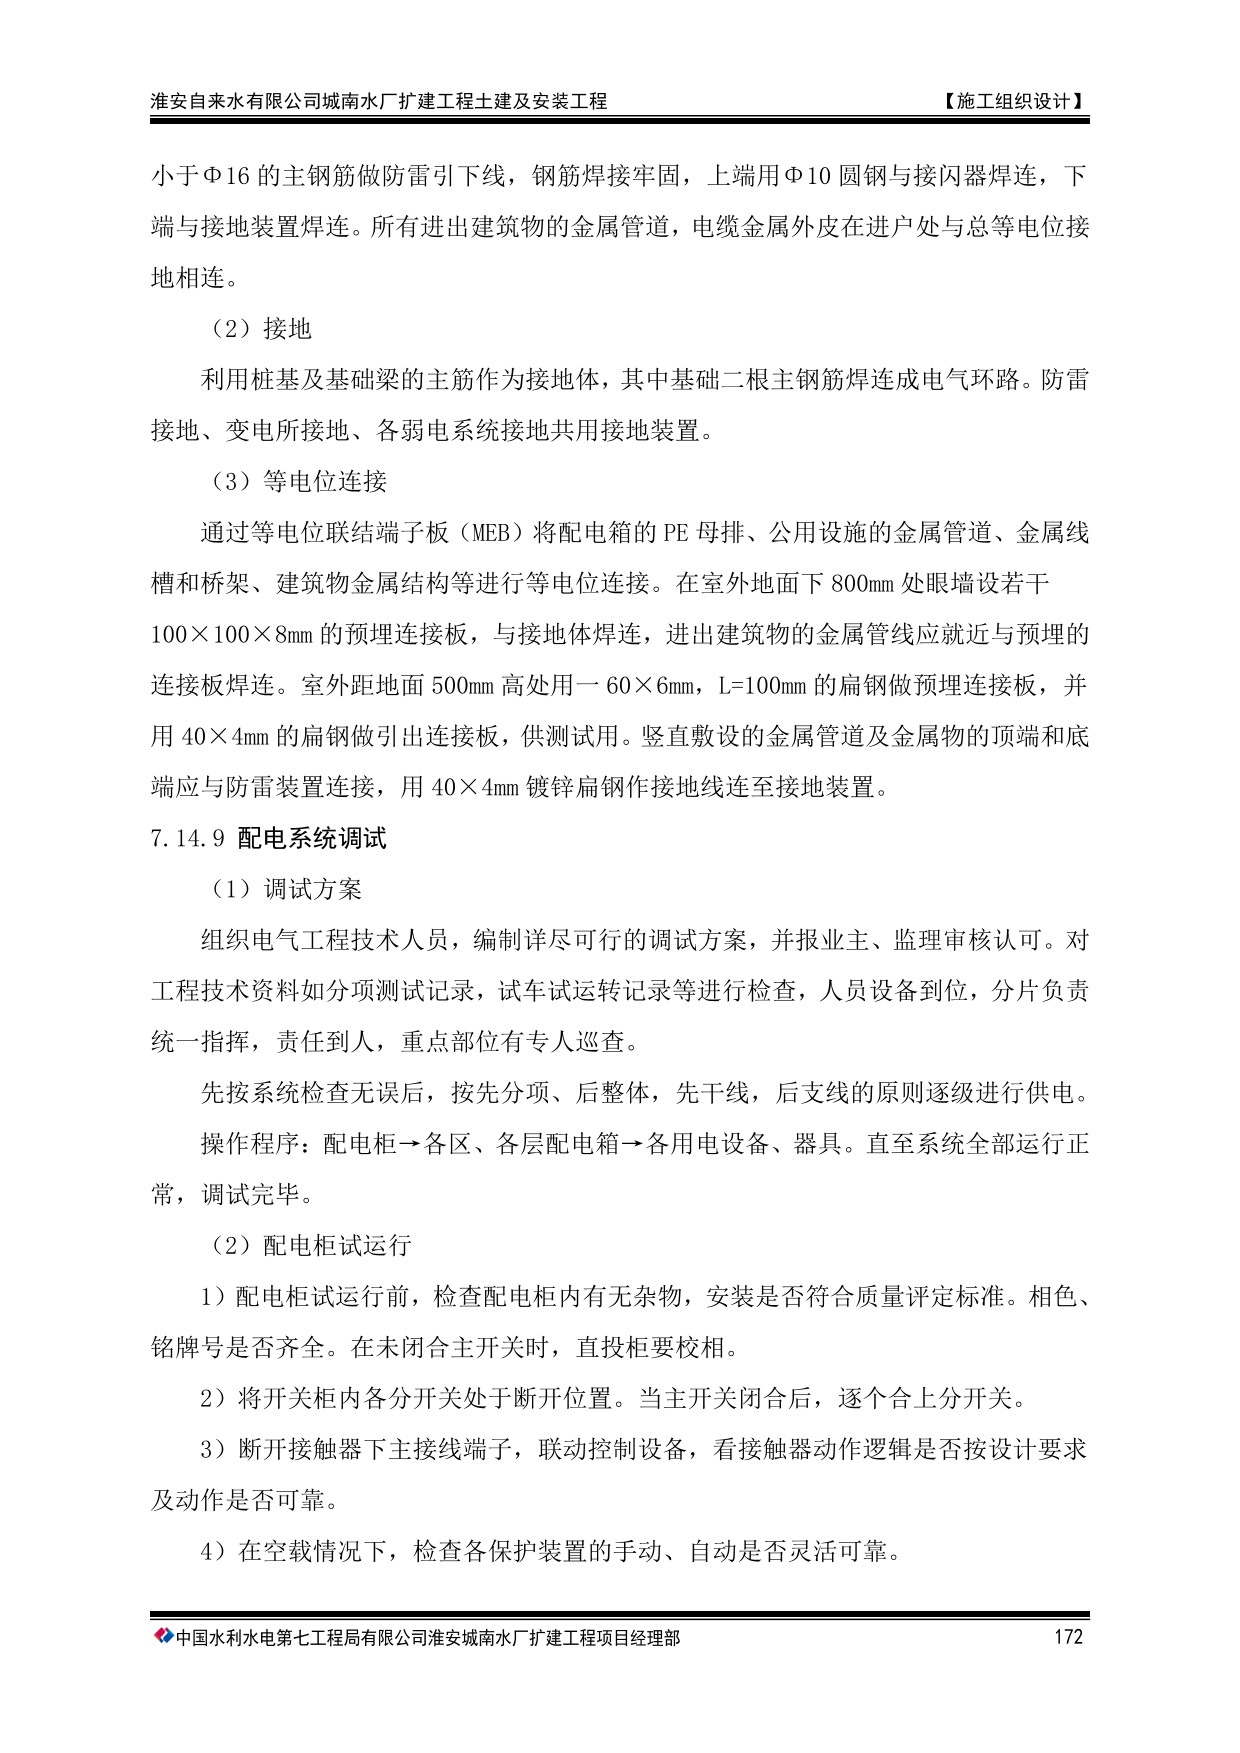 淮安自来水有限公司城南水厂扩建工程土建及安装工程 【施工组织设计】
小于Φ16 的主钢筋做防雷引下线，钢筋焊接牢固，上端用Φ10 圆钢与接闪器焊连，下
端与接地装置焊连。所有进出建筑物的金属管道，电缆金属外皮在进户处与总等电位接
地相连。
（2）接地
利用桩基及基础梁的主筋作为接地体，其中基础二根主钢筋焊连成电气环路。防雷
接地、变电所接地、各弱电系统接地共用接地装置。
（3）等电位连接
通过等电位联结端子板（MEB）将配电箱的 PE 母排、公用设施的金属管道、金属线
槽和桥架、建筑物金属结构等进行等电位连接。在室外地面下 800mm 处眼墙设若干
100×100×8mm 的预埋连接板，与接地体焊连，进出建筑物的金属管线应就近与预埋的
连接板焊连。室外距地面 500mm 高处用一 60×6mm，L=100mm 的扁钢做预埋连接板，并
用 40×4mm 的扁钢做引出连接板，供测试用。竖直敷设的金属管道及金属物的顶端和底
端应与防雷装置连接，用 40×4mm 镀锌扁钢作接地线连至接地装置。
7.14.9 配电系统调试
（1）调试方案
组织电气工程技术人员，编制详尽可行的调试方案，并报业主、监理审核认可。对
工程技术资料如分项测试记录，试车试运转记录等进行检查，人员设备到位，分片负责
统一指挥，责任到人，重点部位有专人巡查。
先按系统检查无误后，按先分项、后整体，先干线，后支线的原则逐级进行供电。
操作程序：配电柜→各区、各层配电箱→各用电设备、器具。直至系统全部运行正
常，调试完毕。
（2）配电柜试运行
1）配电柜试运行前，检查配电柜内有无杂物，安装是否符合质量评定标准。相色、
铭牌号是否齐全。在未闭合主开关时，直投柜要校相。
2）将开关柜内各分开关处于断开位置。当主开关闭合后，逐个合上分开关。
3）断开接触器下主接线端子，联动控制设备，看接触器动作逻辑是否按设计要求
及动作是否可靠。
4）在空载情况下，检查各保护装置的手动、自动是否灵活可靠。
中国水利水电第七工程局有限公司淮安城南水厂扩建工程项目经理部 172